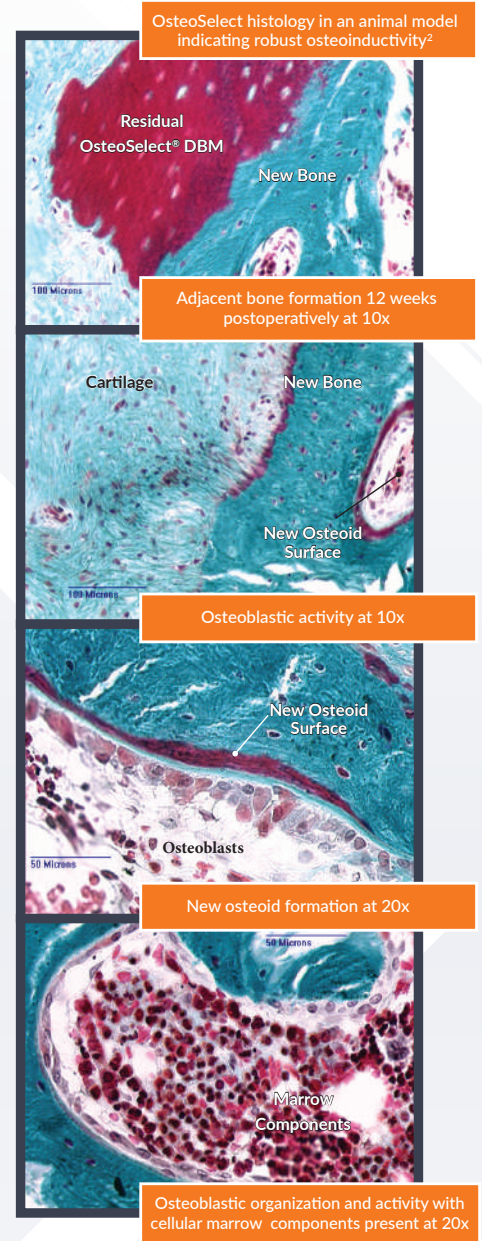 OsteoSelect histology in an animal model
indicating robust osteoinductivity²
Residual
OsteoSelect® DBM
New Bone
100 Microns
Adjacent bone formation 12 weeks
postoperatively at 10x
Cartilage
New Bone
New Osteoid
Surface
100 Microns
Osteoblastic activity at 10x
New Osteoid
Surface
Osteoblasts
50 Microns
New osteoid formation at 20x
50 Microns
Marrow
Components
Osteoblastic organization and activity with
cellular marrow components present at 20x